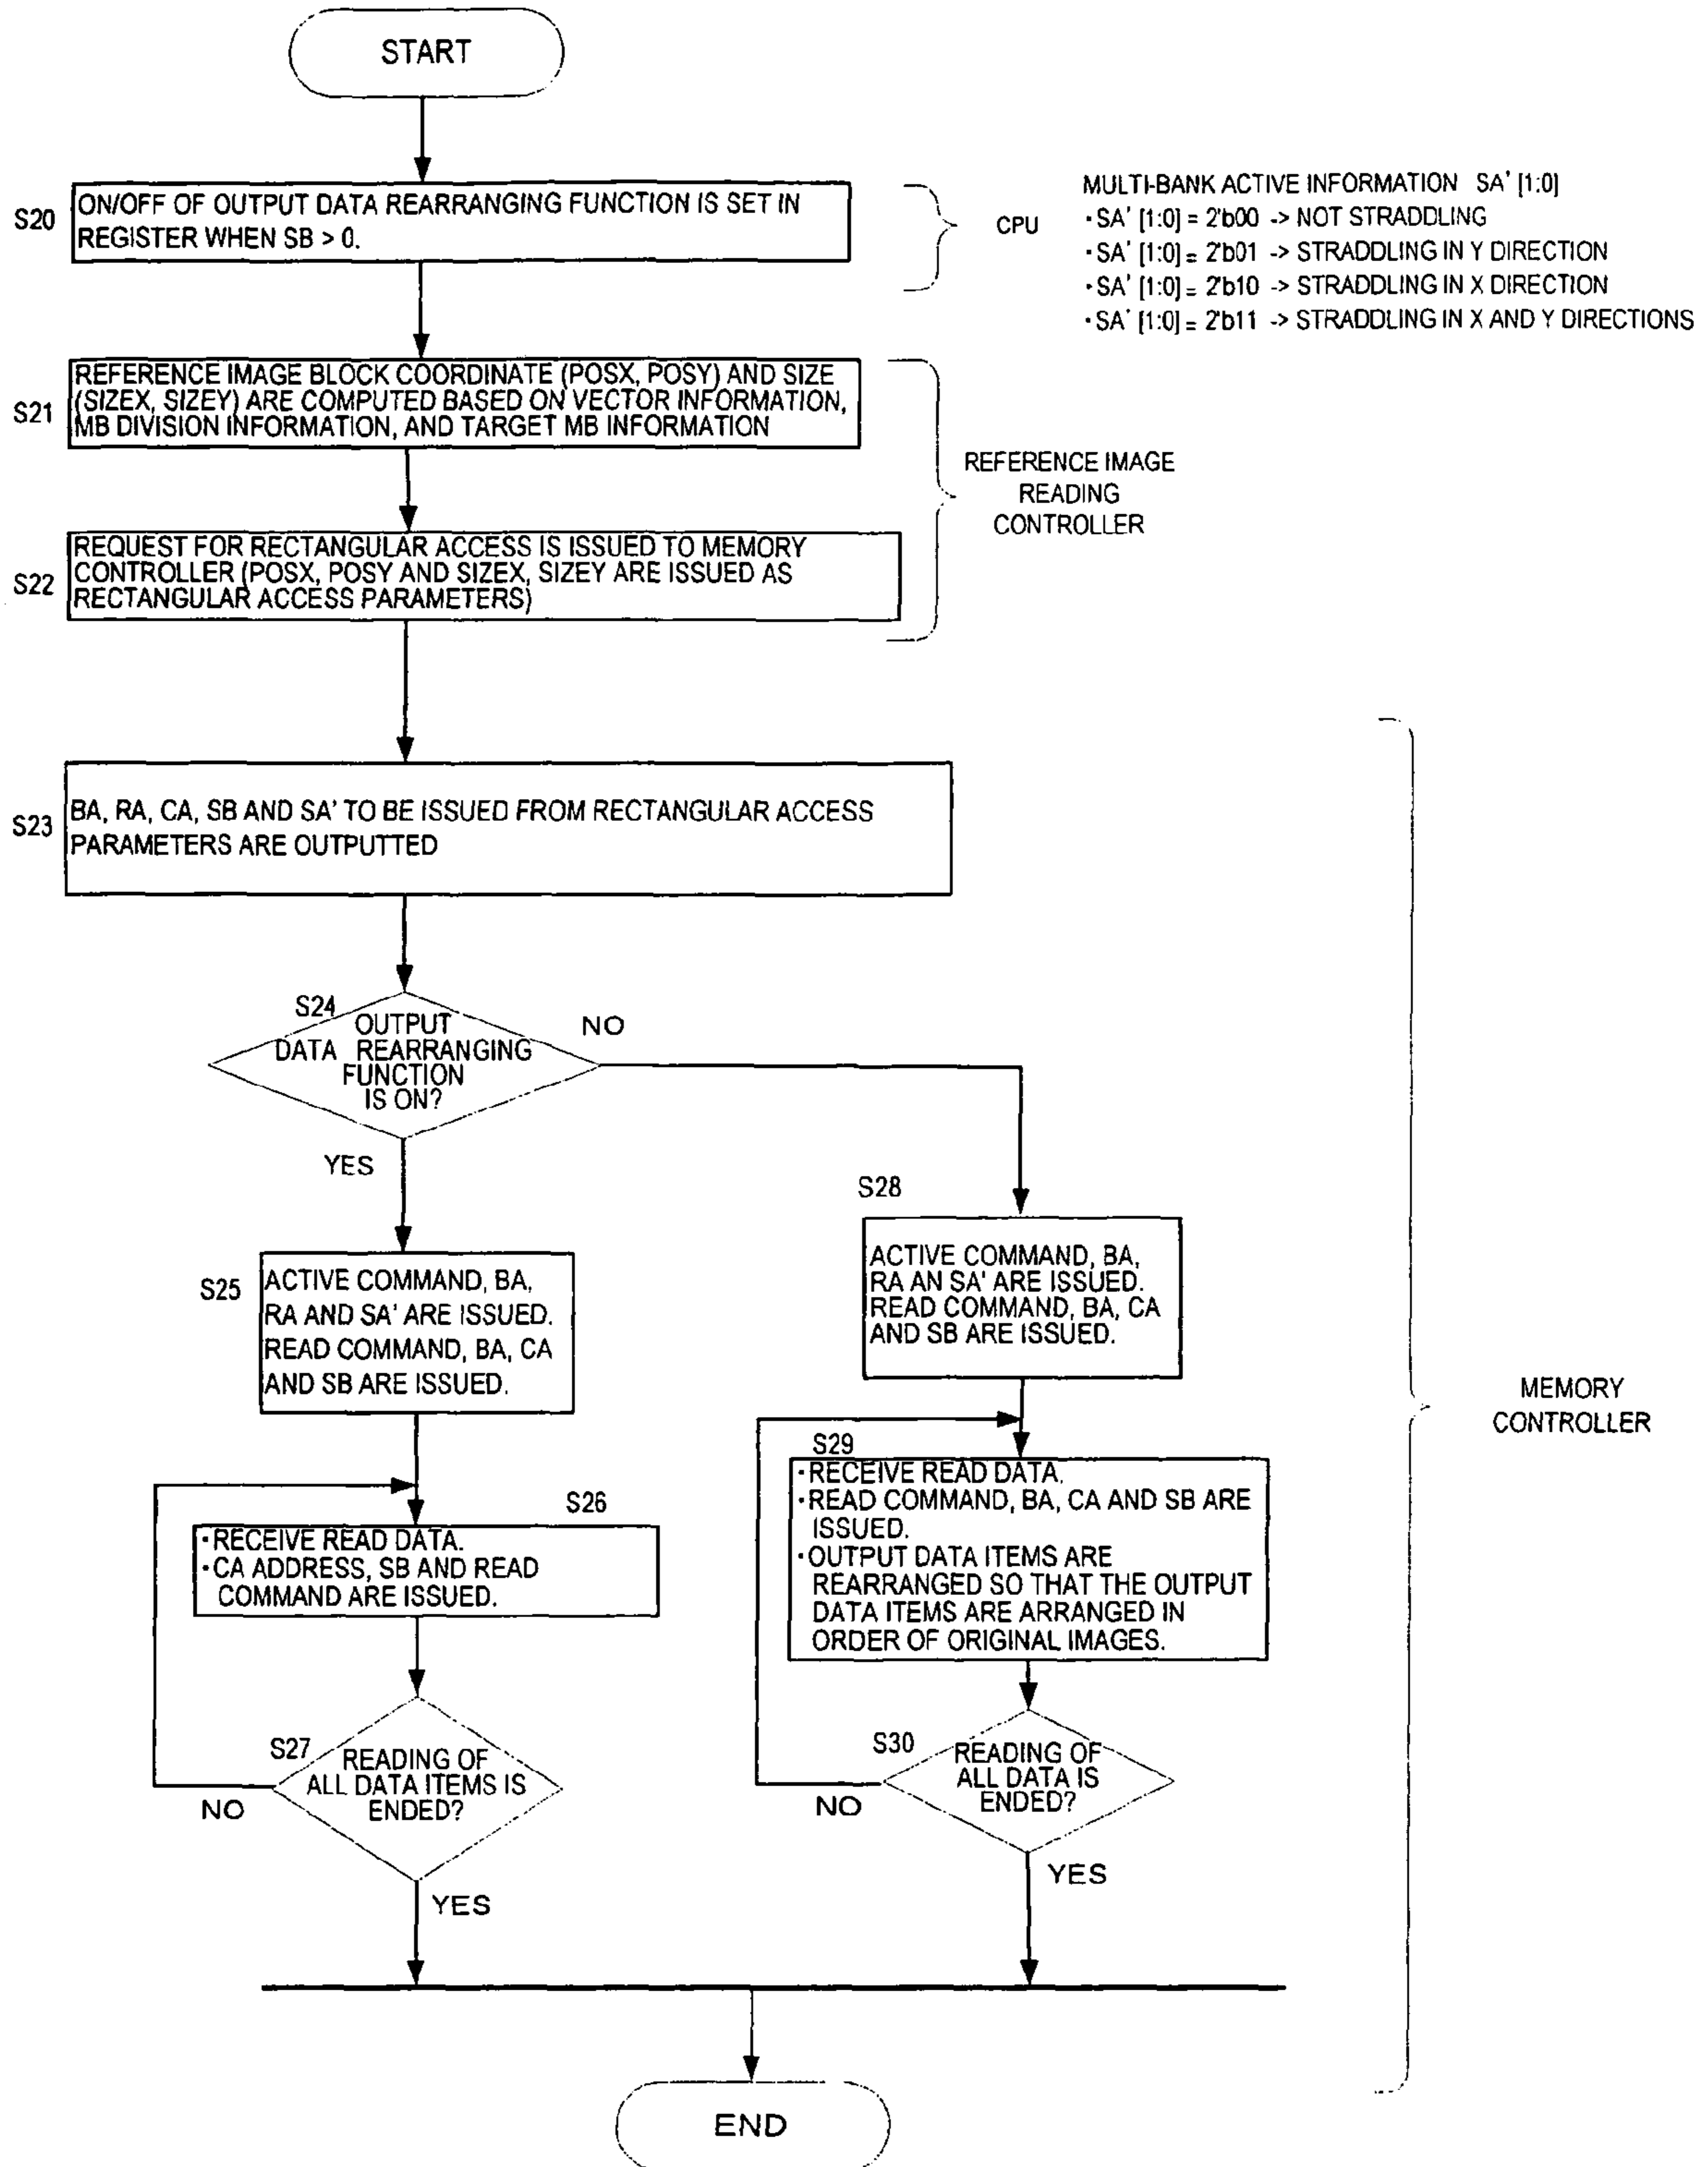 START
S20
ON/OFF OF OUTPUT DATA REARRANGING FUNCTION IS SET IN
REGISTER WHEN SB > 0.
CPU
MULTI-BANK ACTIVE INFORMATION SA' [1:0]
·SA' [1:0] = 2'b00 -> NOT STRADDLING
·SA' [1:0] = 2'b01 -> STRADDLING IN Y DIRECTION
·SA' [1:0] = 2'b10 -> STRADDLING IN X DIRECTION
·SA' [1:0] = 2'b11 -> STRADDLING IN X AND Y DIRECTIONS
S21
REFERENCE IMAGE BLOCK COORDINATE (POSX, POSY) AND SIZE
(SIZEX, SIZEY) ARE COMPUTED BASED ON VECTOR INFORMATION,
MB DIVISION INFORMATION, AND TARGET MB INFORMATION
REFERENCE IMAGE
READING
CONTROLLER
S22
REQUEST FOR RECTANGULAR ACCESS IS ISSUED TO MEMORY
CONTROLLER (POSX, POSY AND SIZEX, SIZEY ARE ISSUED AS
RECTANGULAR ACCESS PARAMETERS)
S23
BA, RA, CA, SB AND SA' TO BE ISSUED FROM RECTANGULAR ACCESS
PARAMETERS ARE OUTPUTTED
S24
OUTPUT
DATA REARRANGING
FUNCTION
IS ON?
NO
YES
S25
ACTIVE COMMAND, BA,
RA AND SA' ARE ISSUED.
READ COMMAND, BA, CA
AND SB ARE ISSUED.
S28
ACTIVE COMMAND, BA,
RA AN SA' ARE ISSUED.
READ COMMAND, BA, CA
AND SB ARE ISSUED.
MEMORY
CONTROLLER
S26
·RECEIVE READ DATA.
·CA ADDRESS, SB AND READ
COMMAND ARE ISSUED.
S29
·RECEIVE READ DATA.
·READ COMMAND, BA, CA AND SB ARE
ISSUED.
·OUTPUT DATA ITEMS ARE
REARRANGED SO THAT THE OUTPUT
DATA ITEMS ARE ARRANGED IN
ORDER OF ORIGINAL IMAGES.
S27
READING OF
ALL DATA ITEMS IS
ENDED?
NO
YES
S30
READING OF
ALL DATA IS
ENDED?
NO
YES
END